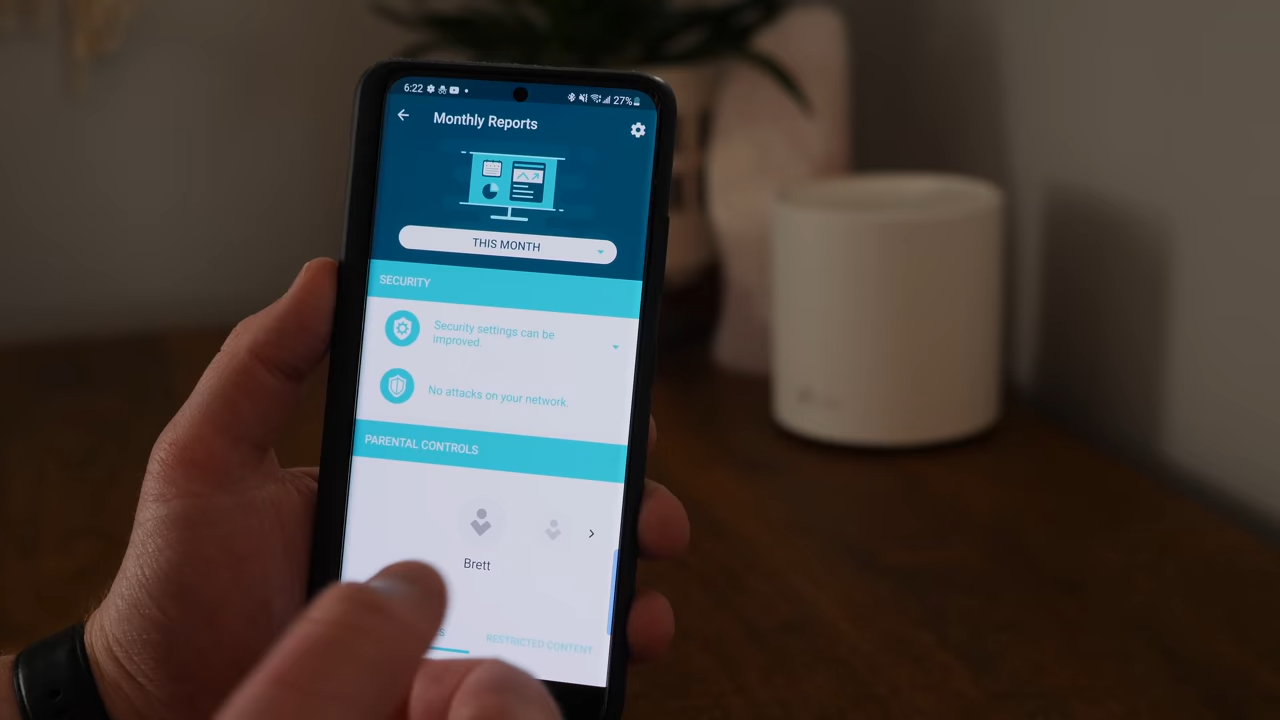 6:22 27%
Monthly Reports
THIS MONTH
SECURITY
Security settings can be
improved.
No attacks on your network.
PARENTAL CONTROLS
Brett
RESTRICTED CONTENT